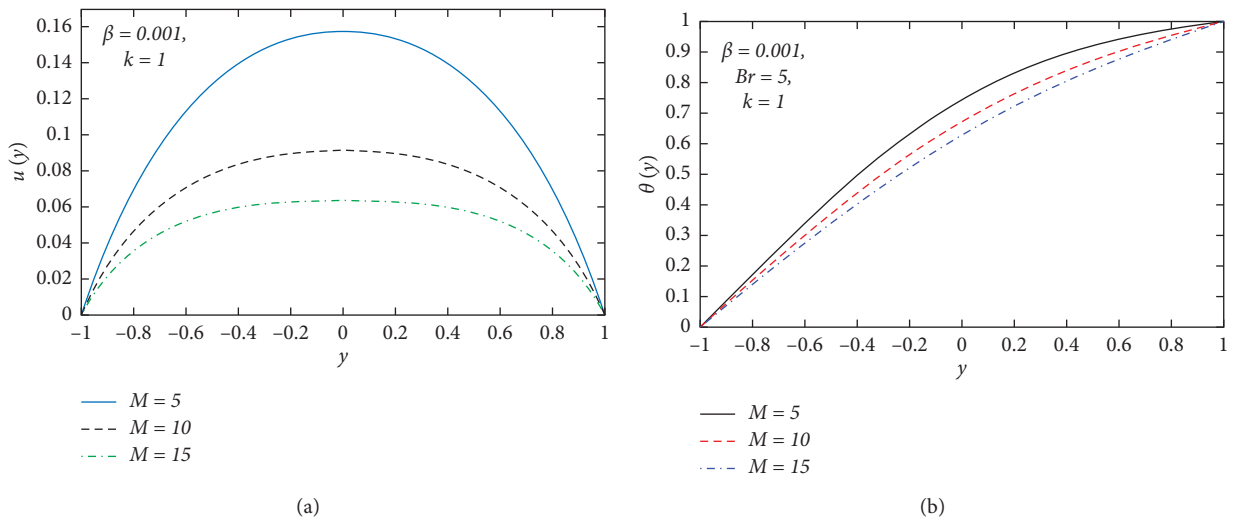 0.16
0.14
0.12
0.1
0.08
0.06
0.04
0.02
0
u (y)
β = 0.001,
k = 1
–1 –0.8 –0.6 –0.4 –0.2 0 0.2 0.4 0.6 0.8 1
y
M = 5
M = 10
M = 15
(a)
1
0.9
0.8
0.7
0.6
0.5
0.4
0.3
0.2
0.1
0
θ (y)
β = 0.001,
Br = 5,
k = 1
–1 –0.8 –0.6 –0.4 –0.2 0 0.2 0.4 0.6 0.8 1
y
M = 5
M = 10
M = 15
(b)